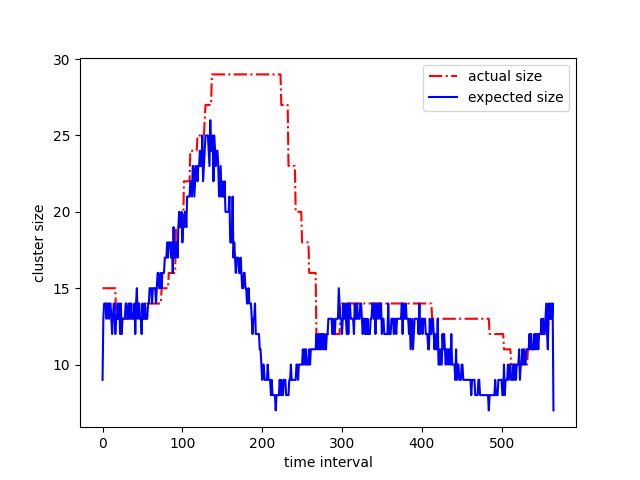 30
25
20
15
10
cluster size
actual size
expected size
0 100 200 300 400 500
time interval